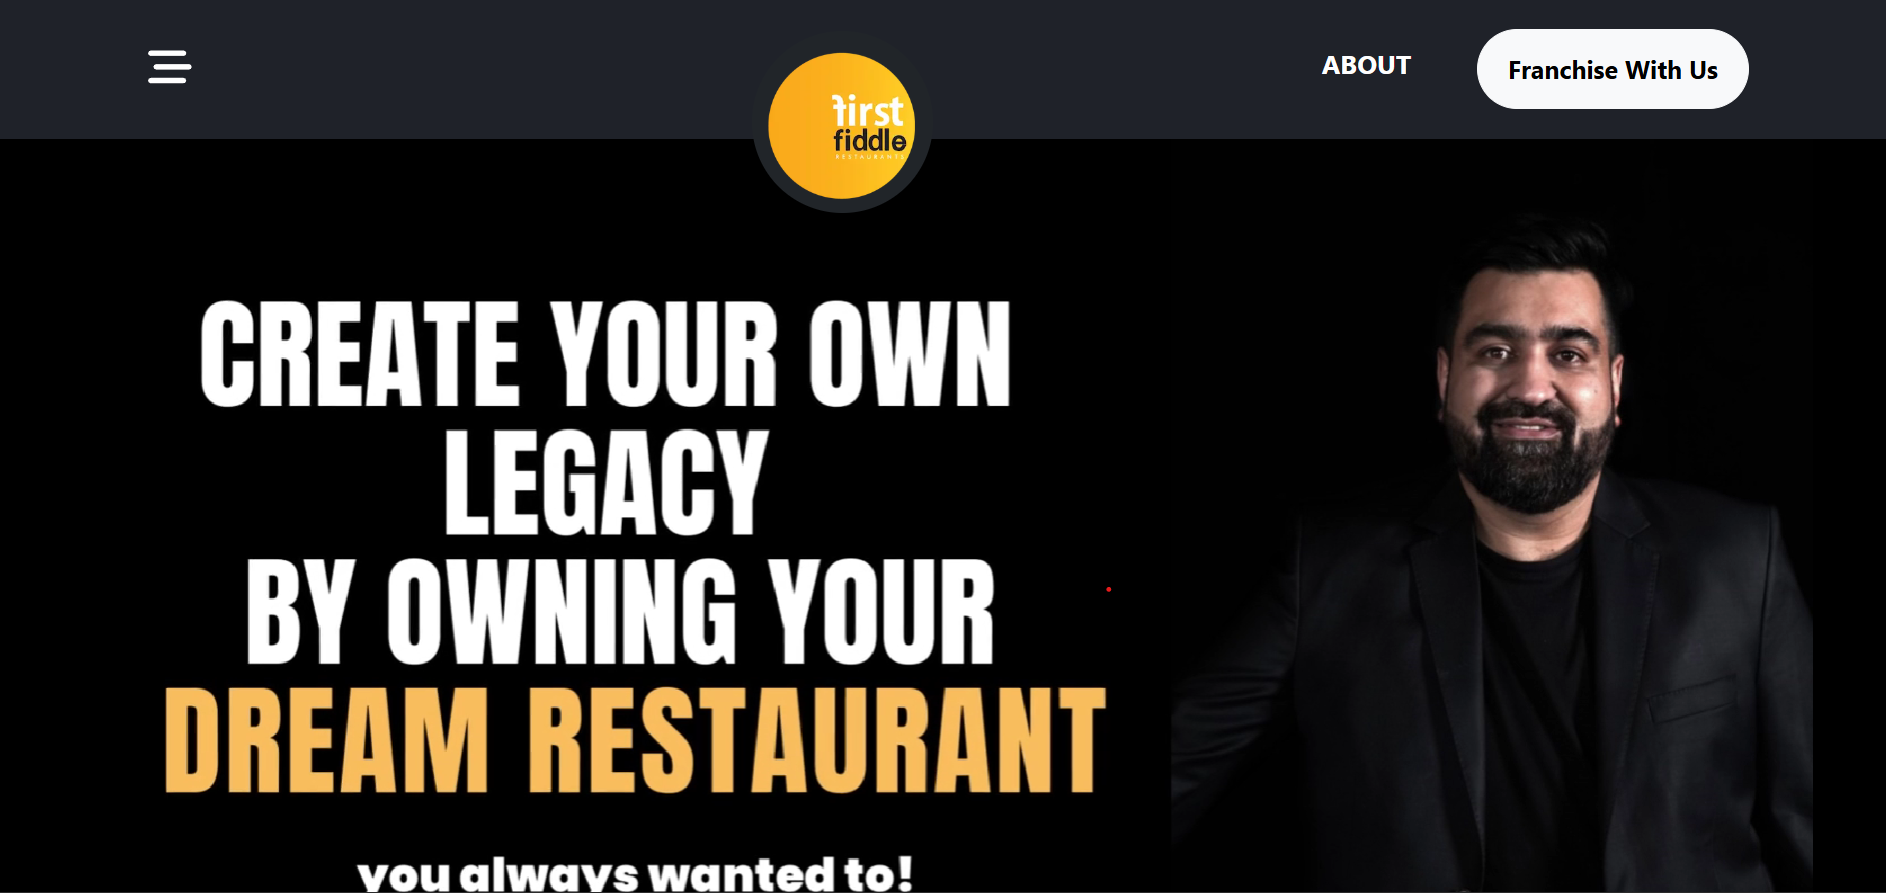 first
fiddle
RESTAURANTS
ABOUT
Franchise With Us
CREATE YOUR OWN
LEGACY
BY OWNING YOUR
DREAM RESTAURANT
you always wanted to!